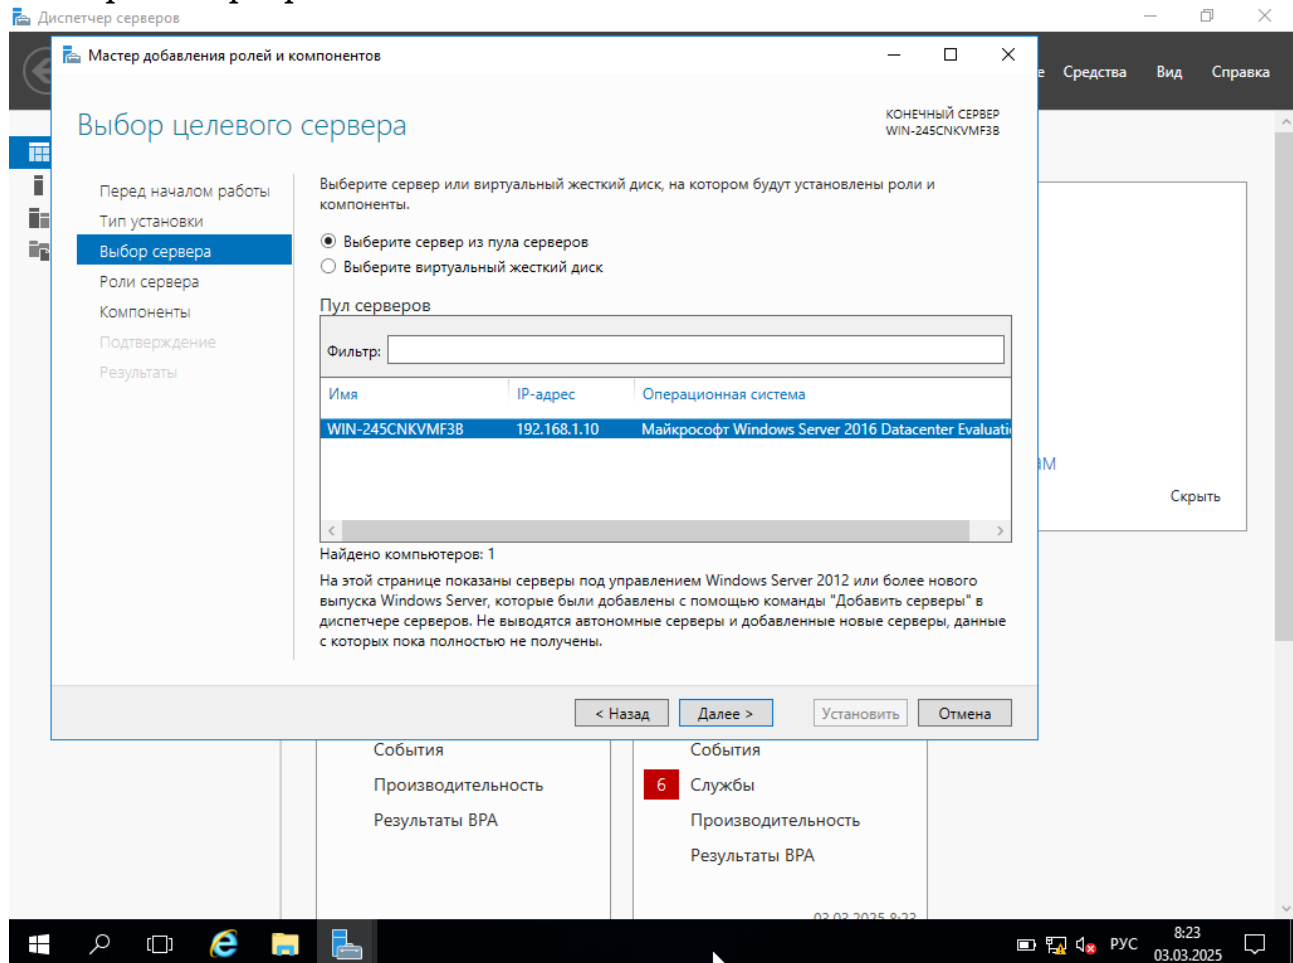 Диспетчер серверов
Мастер добавления ролей и компонентов
Средства Вид Справка
Выбор целевого сервера
КОНЕЧНЫЙ СЕРВЕР
WIN-245CNKVMF3B
Перед началом работы
Тип установки
Выбор сервера
Роли сервера
Компоненты
Подтверждение
Результаты
Выберите сервер или виртуальный жесткий диск, на котором будут установлены роли и
компоненты.
Выберите сервер из пула серверов
Выберите виртуальный жесткий диск
Пул серверов
Фильтр:
Имя IP-адрес Операционная система
WIN-245CNKVMF3B 192.168.1.10 Майкрософт Windows Server 2016 Datacenter Evaluati
Найдено компьютеров: 1
На этой странице показаны серверы под управлением Windows Server 2012 или более нового
выпуска Windows Server, которые были добавлены с помощью команды "Добавить серверы" в
диспетчере серверов. Не выводятся автономные серверы и добавленные новые серверы, данные
с которых пока полностью не получены.
Скрыть
< Назад Далее > Установить Отмена
События
Производительность
Результаты BPA
События
6 Службы
Производительность
Результаты BPA
03.03.2025 8:23
РУС
8:23
03.03.2025